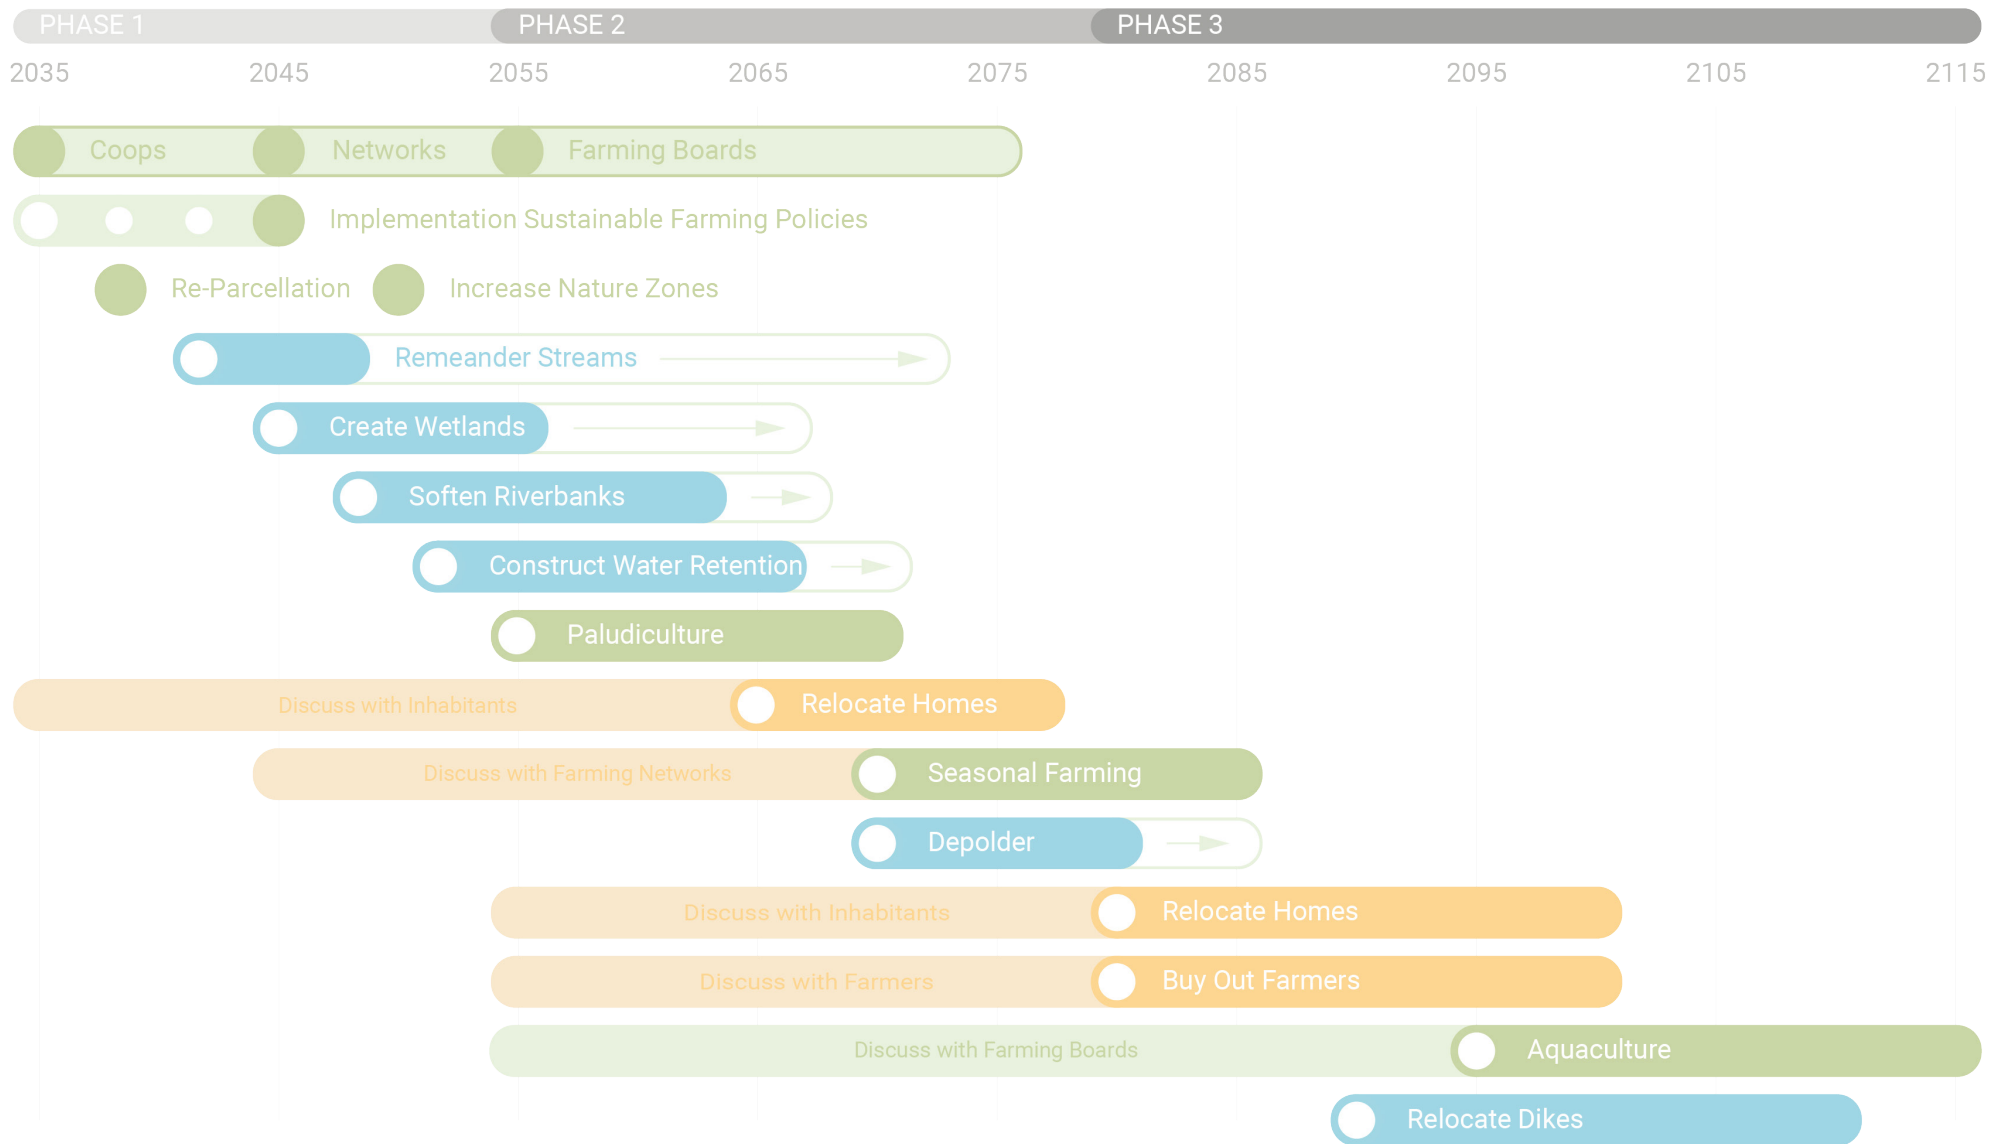 PHASE 1 PHASE 2 PHASE 3
2035 2045 2055 2065 2075 2085 2095 2105 2115
Coops Networks Farming Boards
Implementation Sustainable Farming Policies
Re-Parcellation Increase Nature Zones
Remeander Streams
Create Wetlands
Soften Riverbanks
Construct Water Retention
Paludiculture
Discuss with Inhabitants Relocate Homes
Discuss with Farming Networks Seasonal Farming
Depolder
Discuss with Inhabitants Relocate Homes
Discuss with Farmers Buy Out Farmers
Discuss with Farming Boards Aquaculture
Relocate Dikes